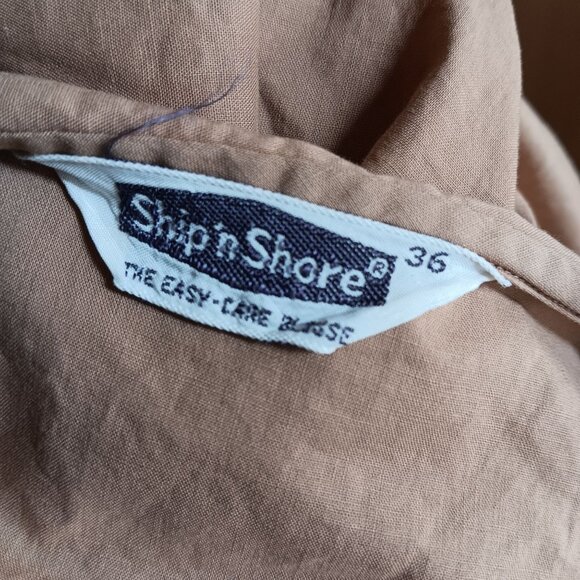 Ship'n Shore®
36
THE EASY-CARE BLOUSE